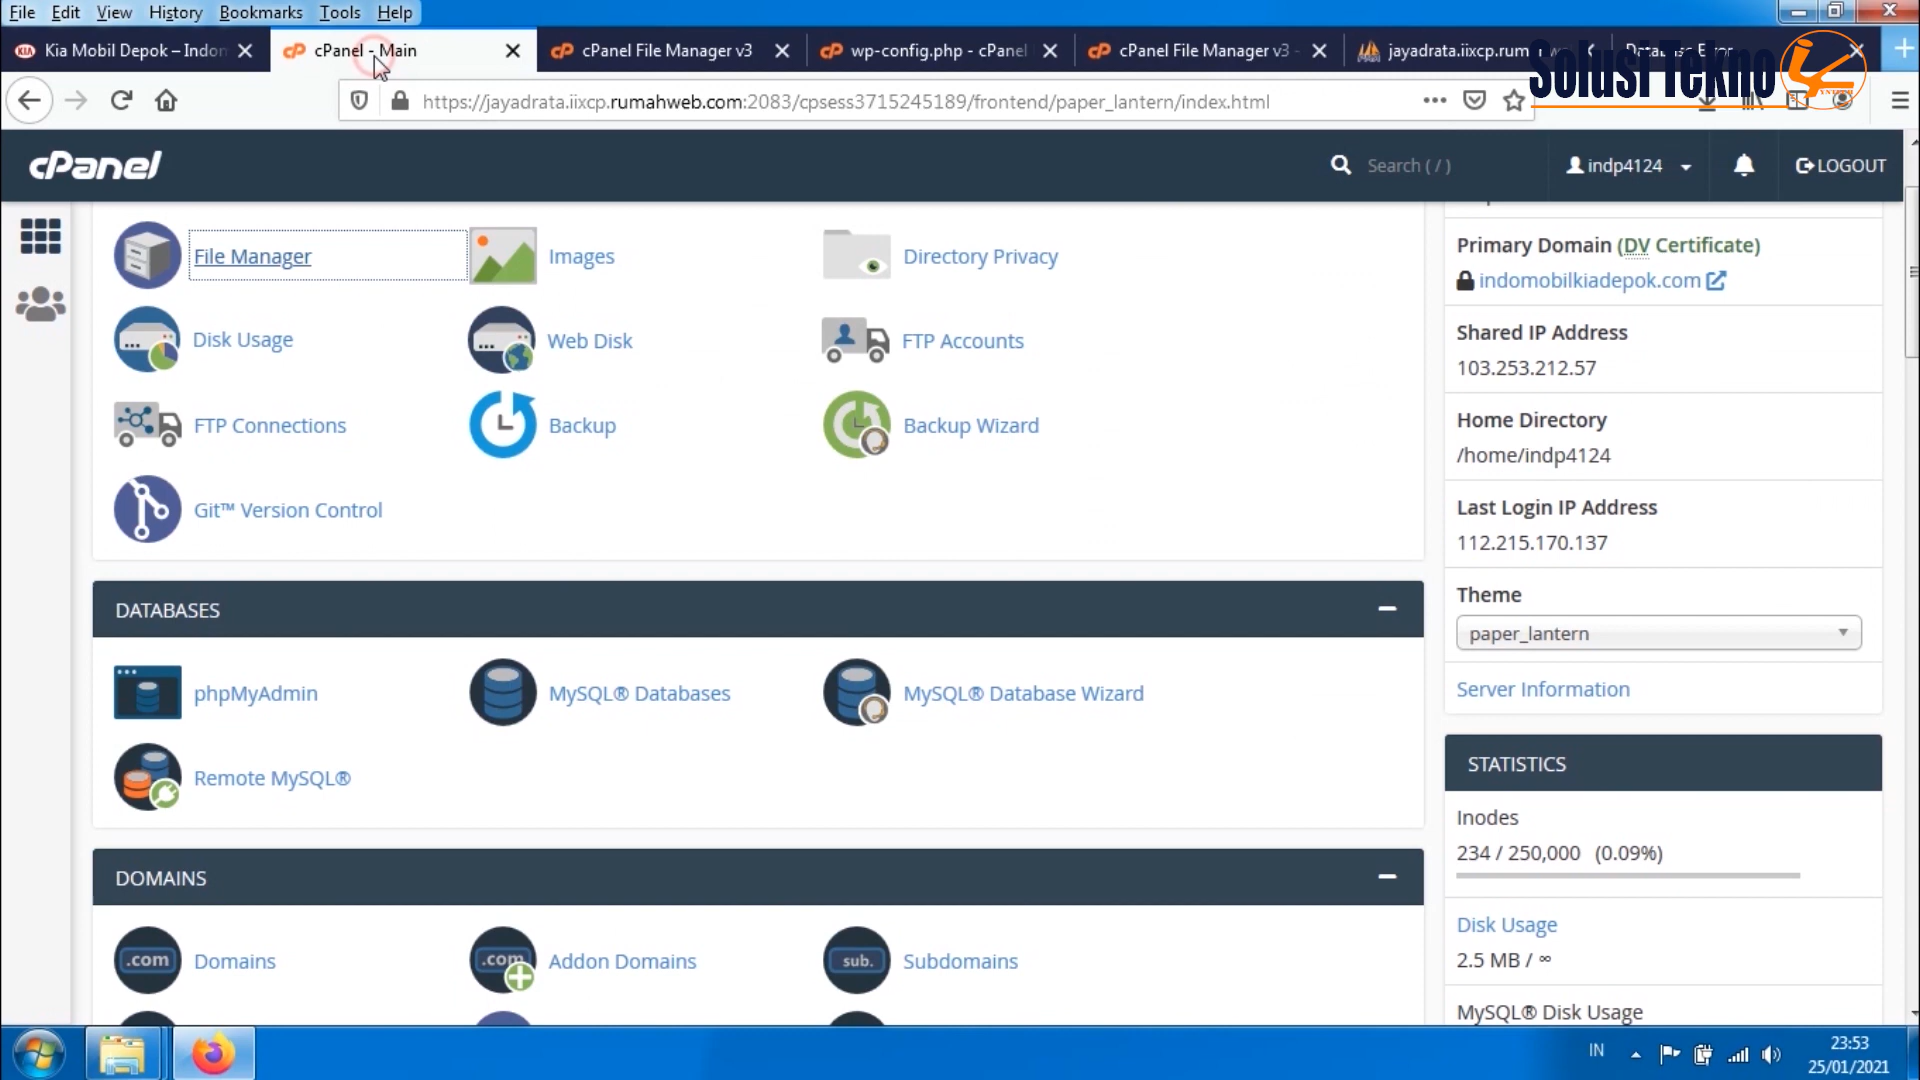 File Edit View History Bookmarks Tools Help
Kia Mobil Depok – Indon
cPanel - Main
cPanel File Manager v3
wp-config.php - cPanel
cPanel File Manager v3 -
jayadrata.iixcp.rum
Database Error
Solusi Tekno
https://jayadrata.iixcp.rumahweb.com:2083/cpsess3715245189/frontend/paper_lantern/index.html
cPanel
Search ( / )
indp4124
LOGOUT
File Manager
Images
Directory Privacy
Disk Usage
Web Disk
FTP Accounts
FTP Connections
Backup
Backup Wizard
Git™ Version Control
DATABASES
phpMyAdmin
MySQL® Databases
MySQL® Database Wizard
Remote MySQL®
DOMAINS
.com
Domains
.com
Addon Domains
sub.
Subdomains
Primary Domain (DV Certificate)
indomobilkiadepok.com
Shared IP Address
103.253.212.57
Home Directory
/home/indp4124
Last Login IP Address
112.215.170.137
Theme
paper_lantern
Server Information
STATISTICS
Inodes
234 / 250,000 (0.09%)
Disk Usage
2.5 MB / ∞
MySQL® Disk Usage
IN
23:53
25/01/2021